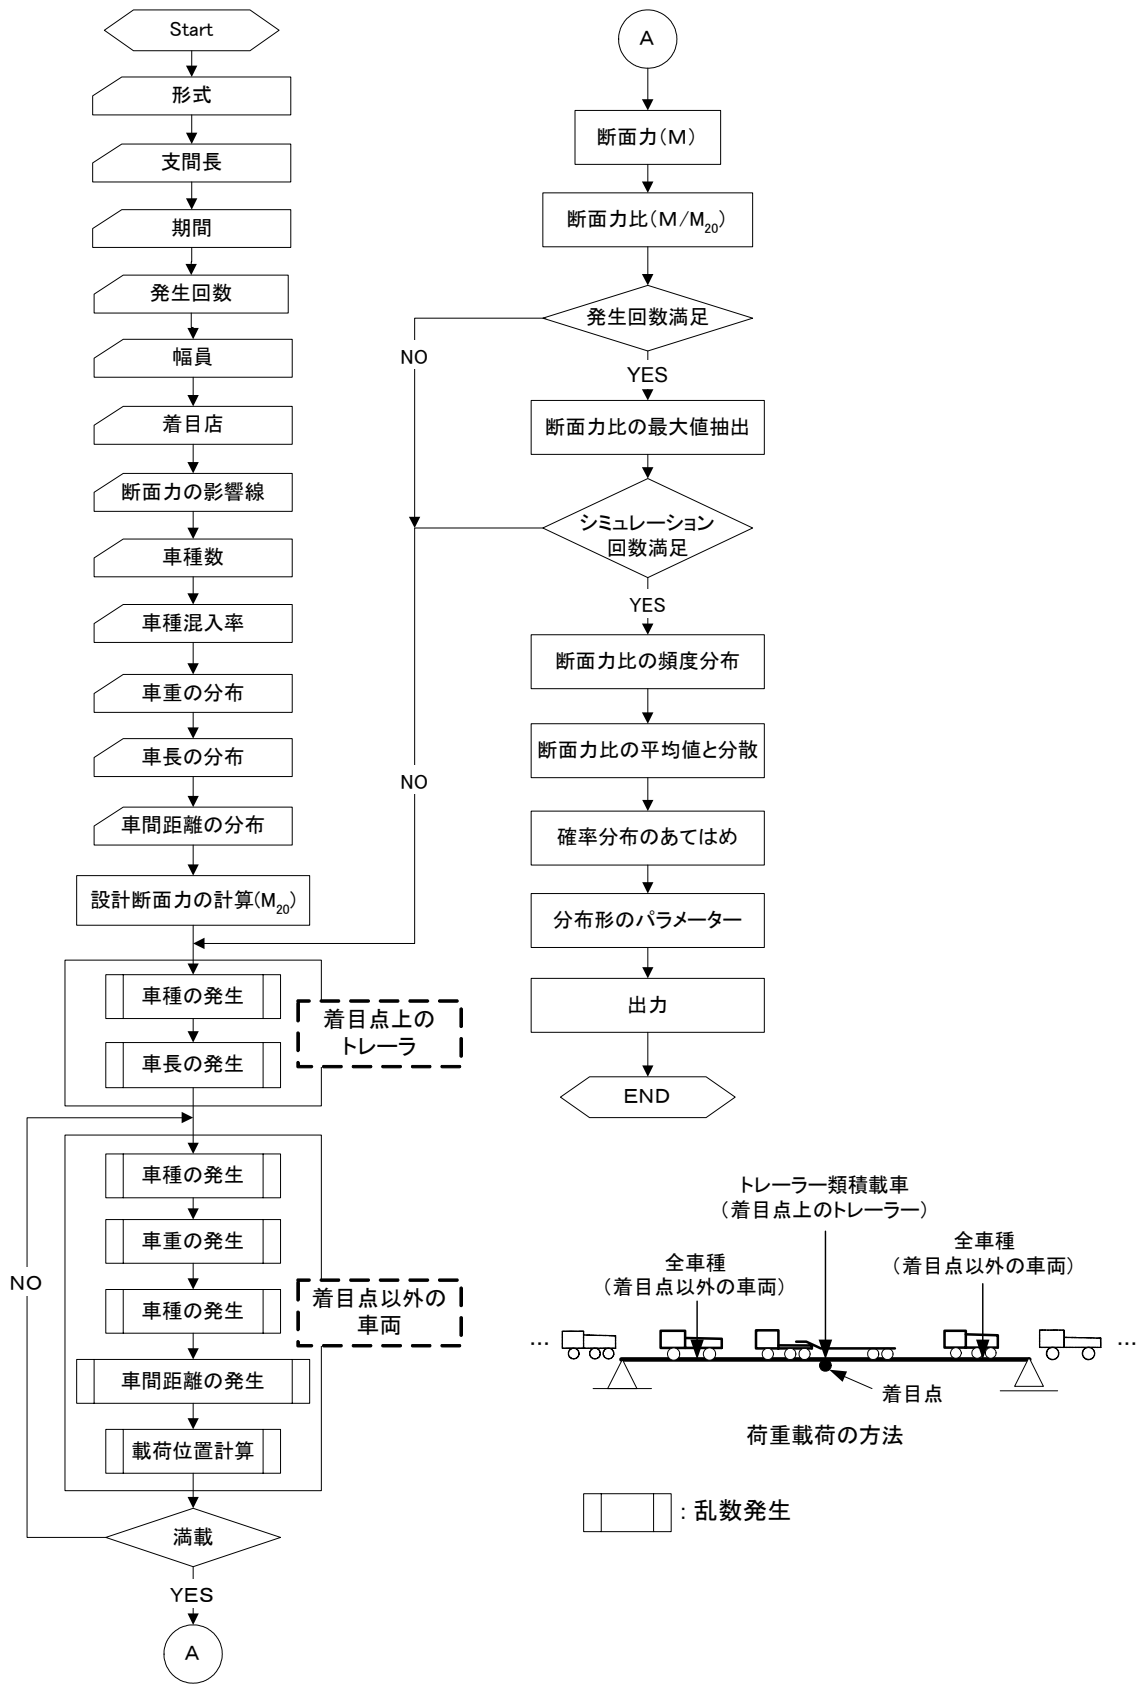 Start
形式
支間長
期間
発生回数
幅員
着目店
断面力の影響線
車種数
車種混入率
車重の分布
車長の分布
車間距離の分布
設計断面力の計算(M20)
車種の発生
車長の発生
着目点上の
トレーラ
車種の発生
車重の発生
車種の発生
車間距離の発生
載荷位置計算
着目点以外の
車両
NO
満載
YES
A
A
断面力(M)
断面力比(M/M20)
発生回数満足
NO
YES
断面力比の最大値抽出
シミュレーション
回数満足
NO
YES
断面力比の頻度分布
断面力比の平均値と分散
確率分布のあてはめ
分布形のパラメーター
出力
END
トレーラー類積載車
(着目点上のトレーラー)
全車種
(着目点以外の車両)
全車種
(着目点以外の車両)
…
…
着目点
荷重載荷の方法
:乱数発生